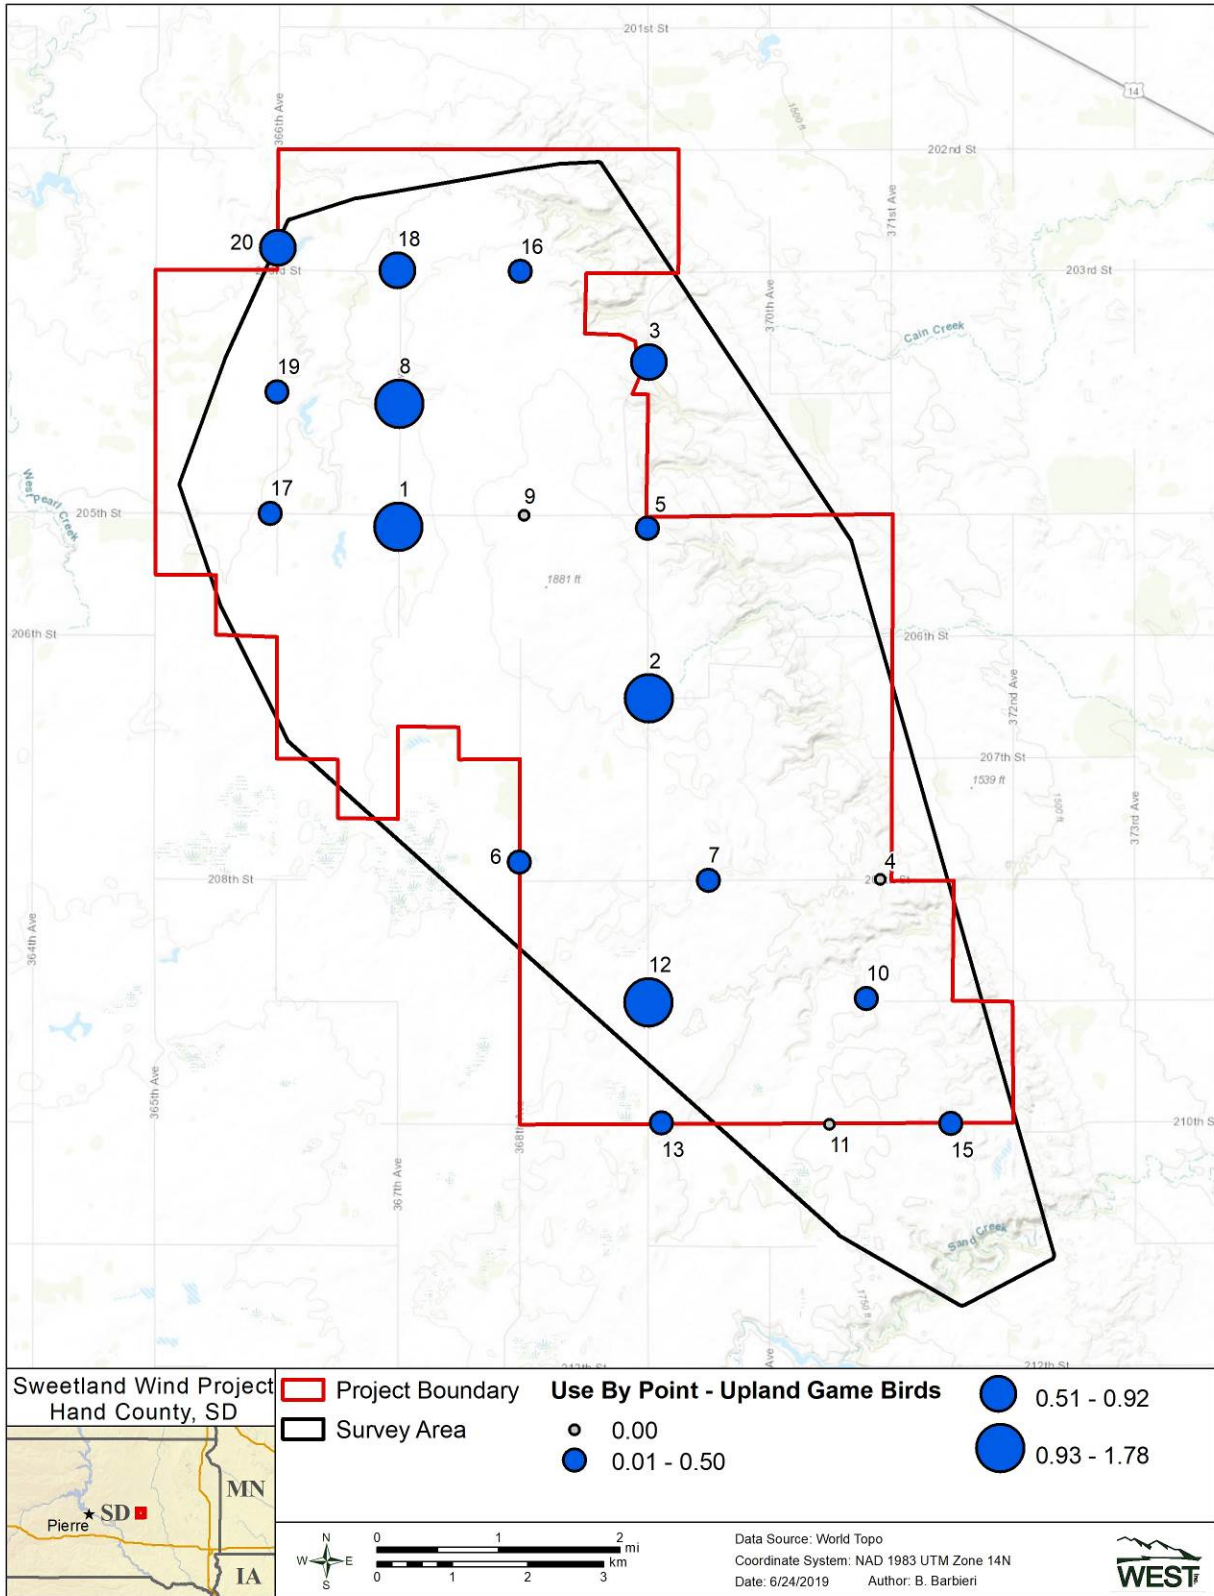 201st St
14
1500 ft
366th Ave
202nd St
371st Ave
20
18
16
203rd St
370th Ave
3
Cain Creek
19
8
West Pearl Creek
17
1
9
5
205th St
1881 ft
206th St
206th St
2
372nd Ave
207th St
1539 ft
1500 ft
373rd Ave
6
7
4
208th St
364th Ave
12
10
365th Ave
368th
210th S
13
11
15
367th Ave
Sand Creek
1750 ft
Ave
212th St
Sweetland Wind Project
Hand County, SD
MN
SD
Pierre
IA
Project Boundary
Survey Area
Use By Point - Upland Game Birds
0.00
0.01 - 0.50
0.51 - 0.92
0.93 - 1.78
N
W E
S
0 1 2
mi
km
0 1 2 3
Data Source: World Topo
Coordinate System: NAD 1983 UTM Zone 14N
Date: 6/24/2019 Author: B. Barbieri
WEST